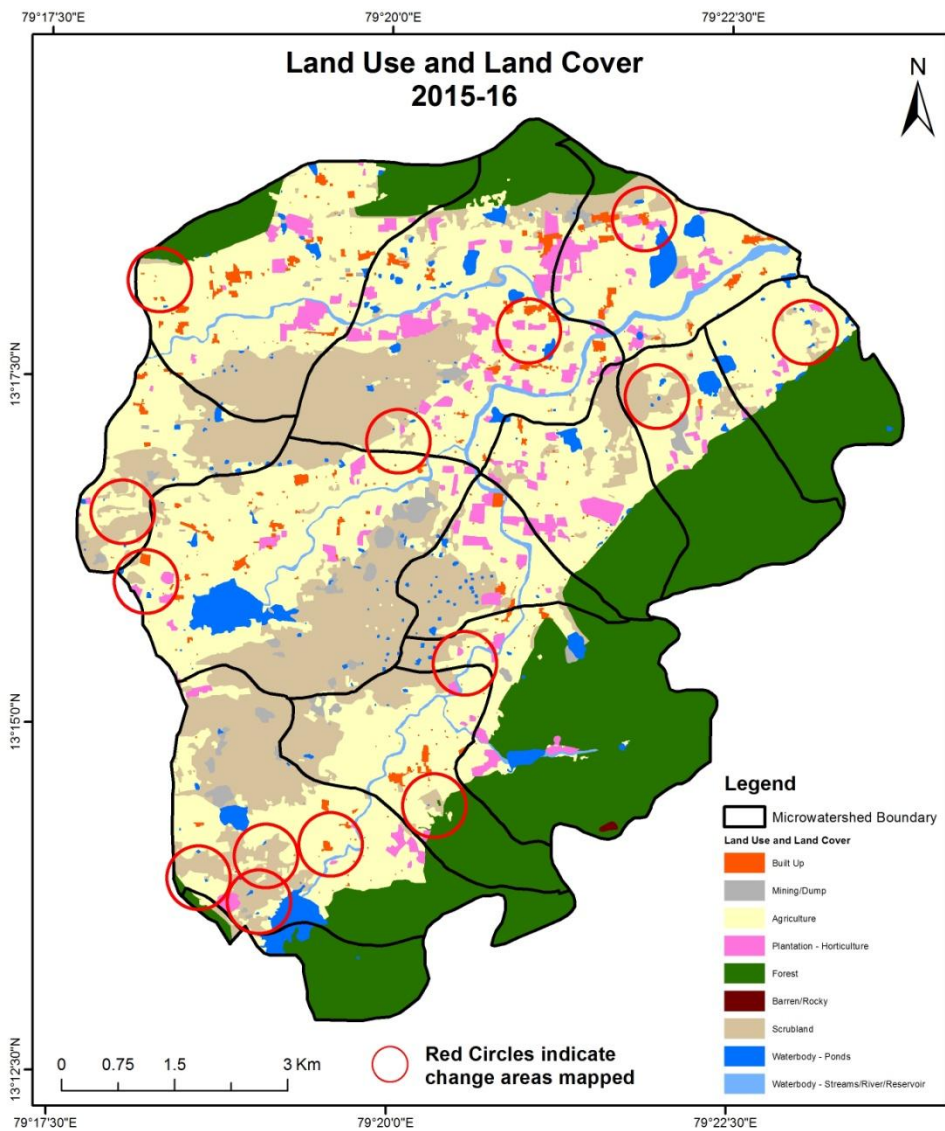 79°17'30"E
79°20'0"E
79°22'30"E
Land Use and Land Cover
2015-16
N
13°17'30"N
13°15'0"N
13°12'30"N
Legend
Microwatershed Boundary
Land Use and Land Cover
Built Up
Mining/Dump
Agriculture
Plantation - Horticulture
Forest
Barren/Rocky
Scrubland
Waterbody - Ponds
Waterbody - Streams/River/Reservoir
0 0.75 1.5 3 Km
Red Circles indicate
change areas mapped
79°17'30"E
79°20'0"E
79°22'30"E